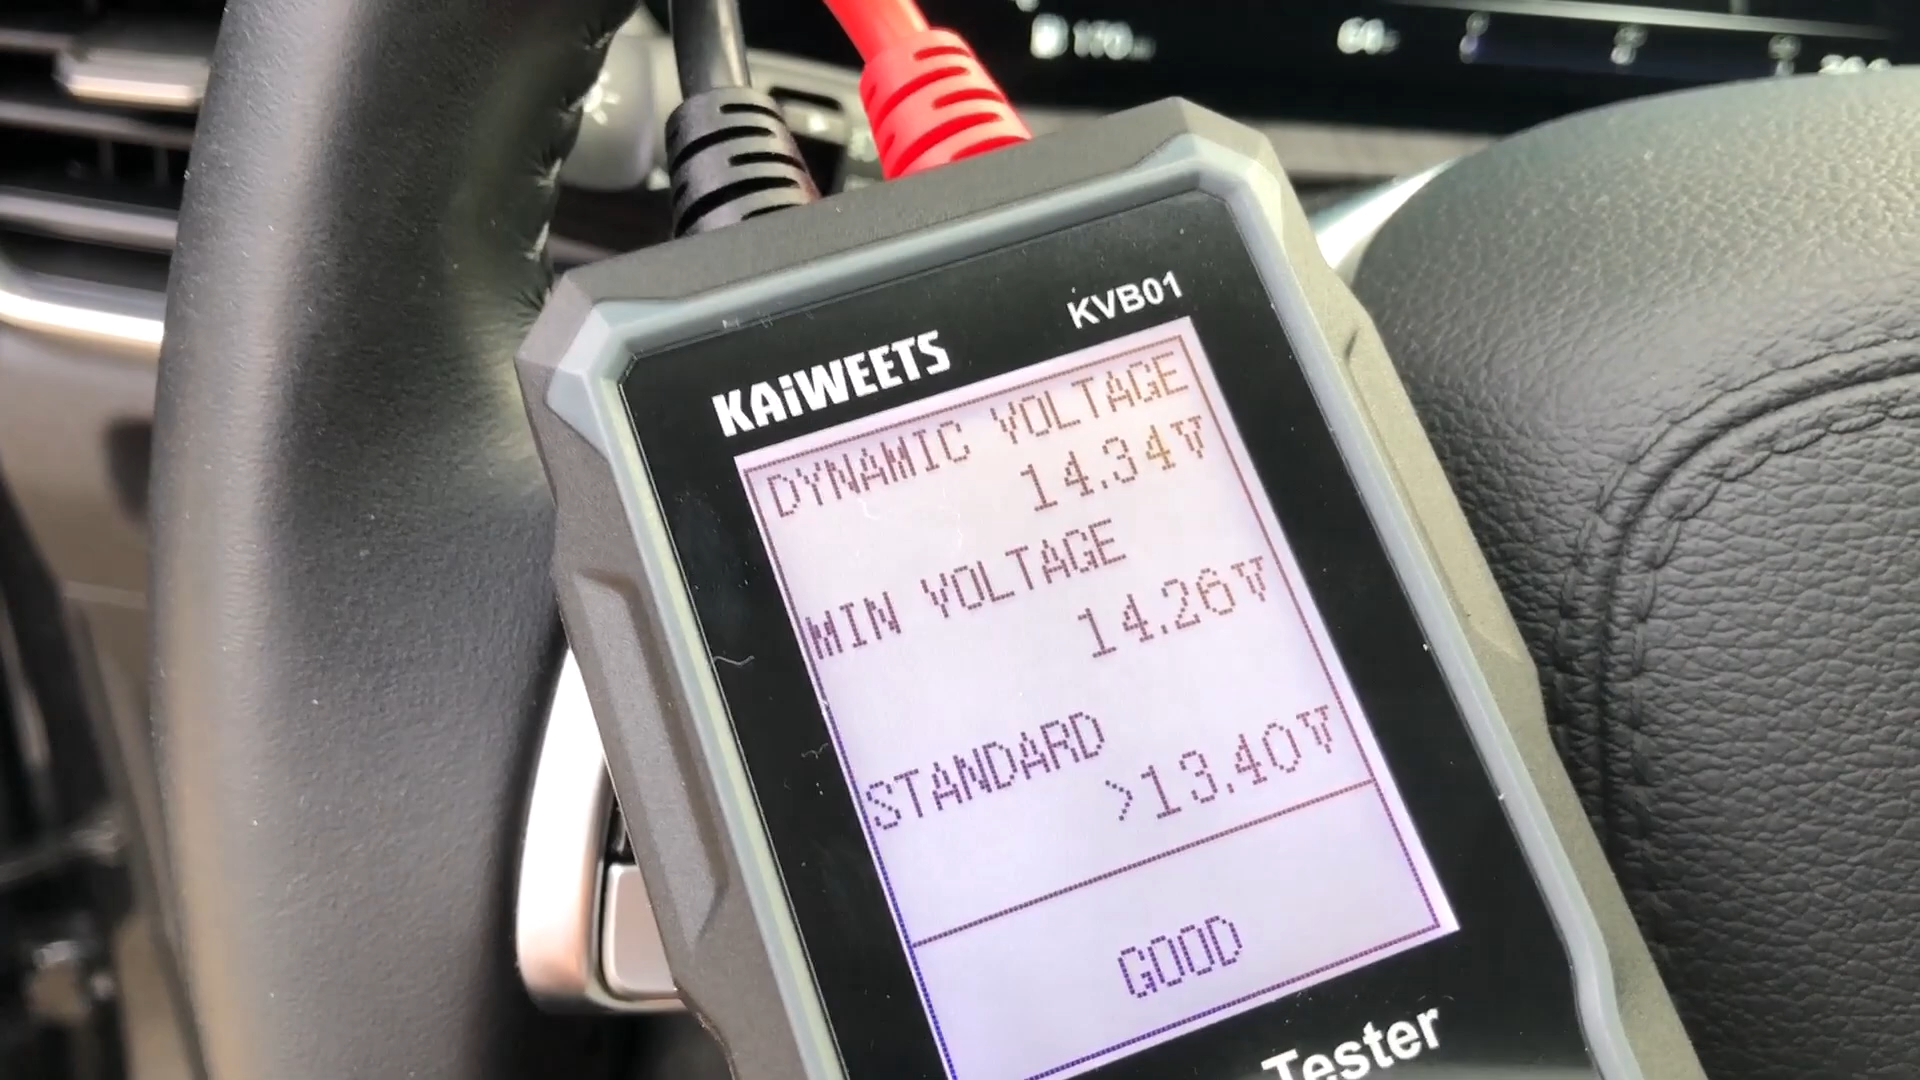 KAiWEETS
KVB01
DYNAMIC VOLTAGE
14.34V
MIN VOLTAGE
14.26V
STANDARD
>13.40V
GOOD
Tester